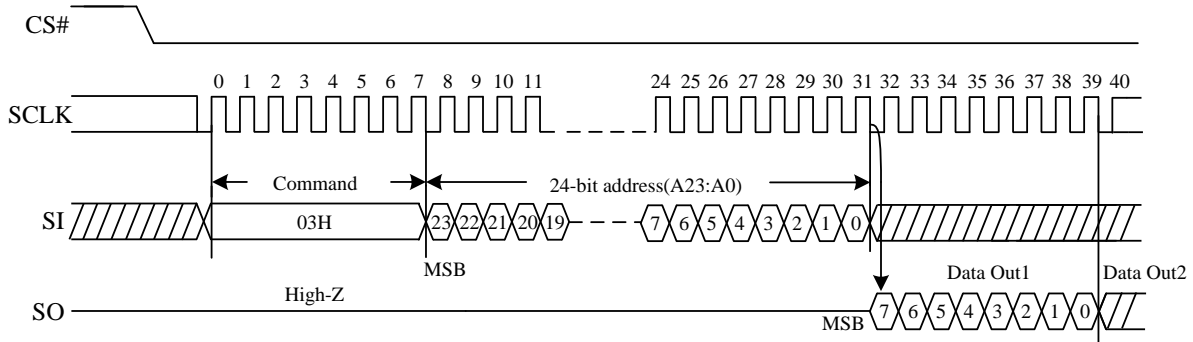 CS#
0 1 2 3 4 5 6 7 8 9 10 11 24 25 26 27 28 29 30 31 32 33 34 35 36 37 38 39 40
SCLK
Command 24-bit address(A23:A0)
SI 03H 23 22 21 20 19 7 6 5 4 3 2 1 0
MSB Data Out1 Data Out2
High-Z
SO MSB 7 6 5 4 3 2 1 0